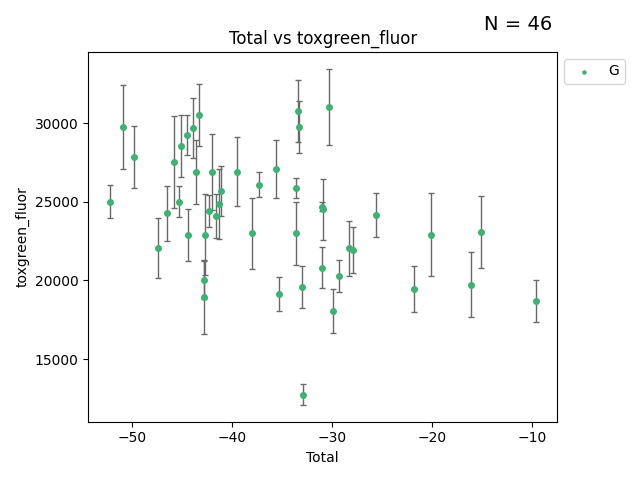 N = 46
Total vs toxgreen_fluor
G
toxgreen_fluor
30000
25000
20000
15000
−50
−40
−30
−20
−10
Total